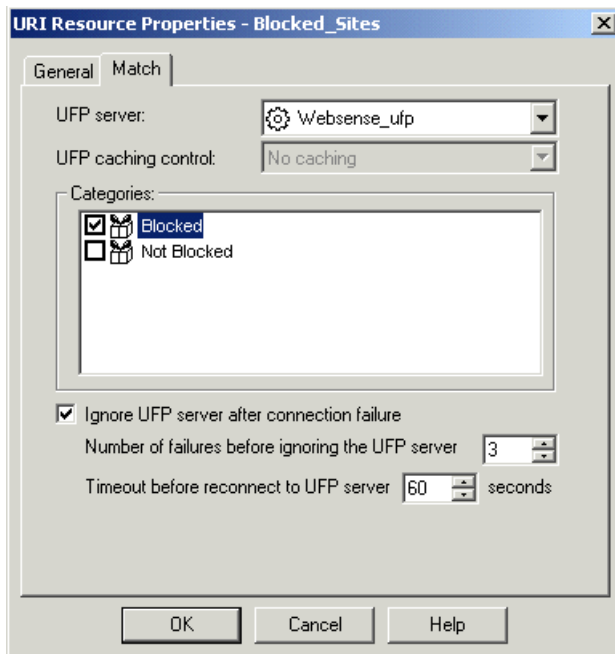 URI Resource Properties - Blocked_Sites
General Match
UFP server: Websense_ufp
UFP caching control: No caching
Categories:
Blocked
Not Blocked
Ignore UFP server after connection failure
Number of failures before ignoring the UFP server 3
Timeout before reconnect to UFP server 60 seconds
OK Cancel Help